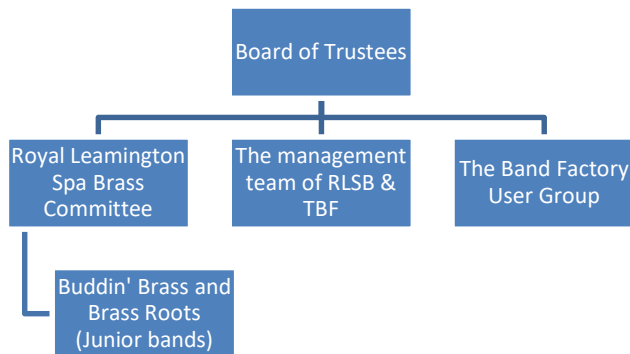 Board of Trustees
Royal Leamington
Spa Brass
Committee
The management
team of RLSB &
TBF
The Band Factory
User Group
Buddin' Brass and
Brass Roots
(Junior bands)